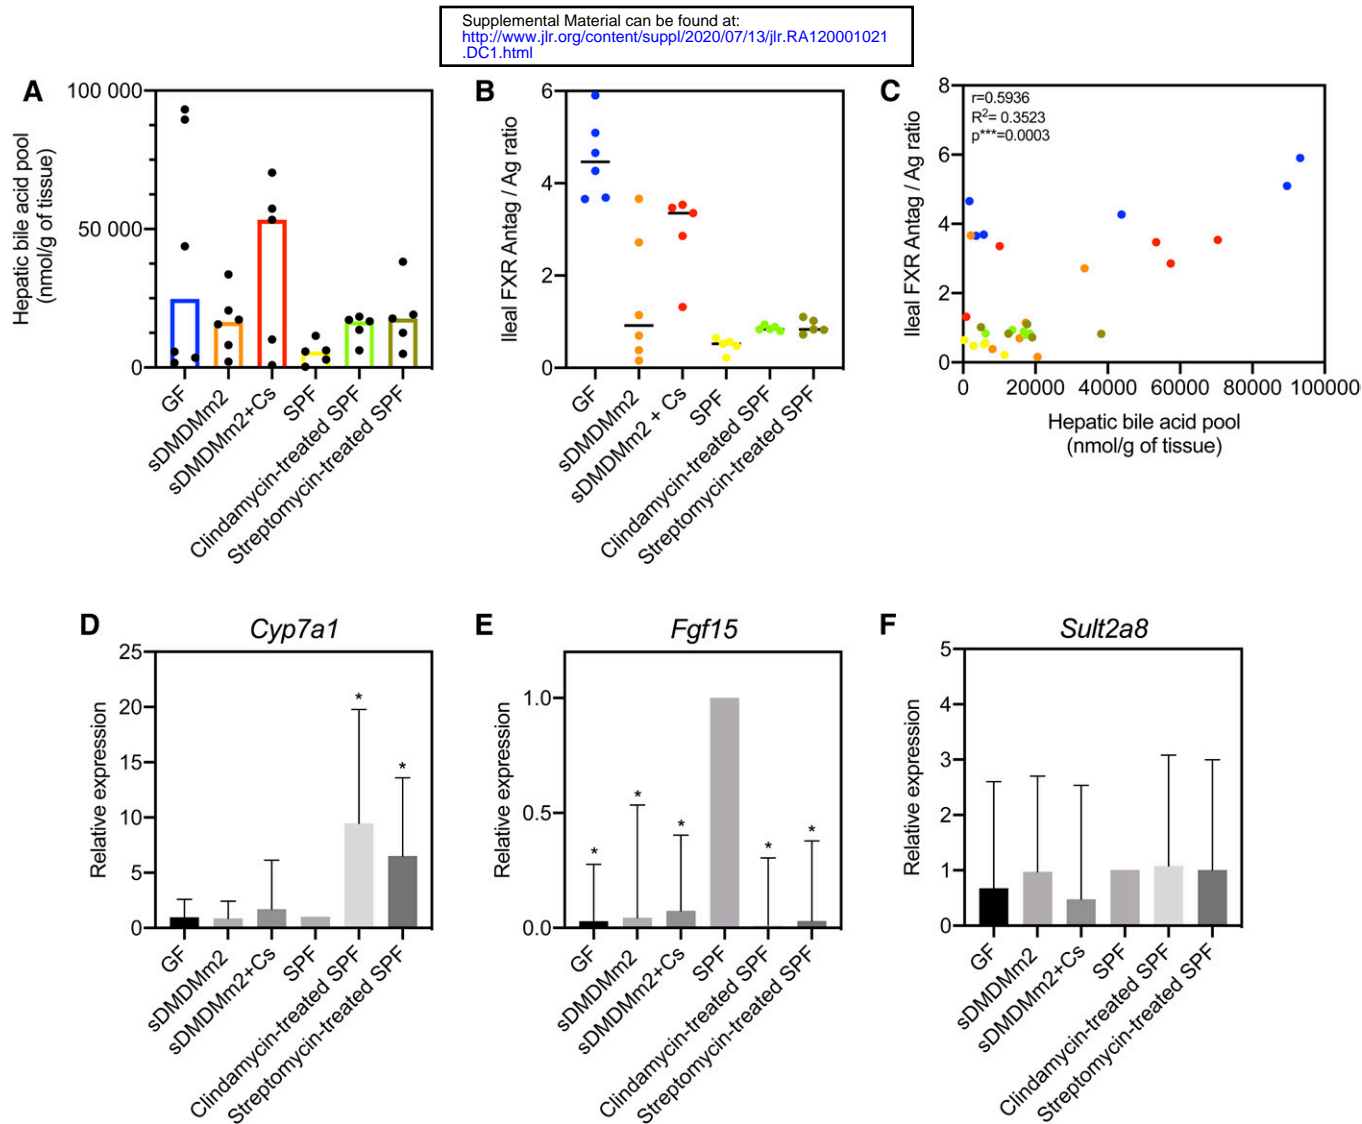 Supplemental Material can be found at:
http://www.jlr.org/content/suppl/2020/07/13/jlr.RA120001021
.DC1.html
A
Hepatic bile acid pool
(nmol/g of tissue)
100 000
50 000
0
GF
sDMDMm2
sDMDMm2+Cs
SPF
Clindamycin-treated SPF
Streptomycin-treated SPF
B
Ileal FXR Antag / Ag ratio
6
4
2
0
GF
sDMDMm2
sDMDMm2 + Cs
SPF
Clindamycin-treated SPF
Streptomycin-treated SPF
C
Ileal FXR Antag / Ag ratio
8
6
4
2
0
r=0.5936
R2= 0.3523
p***=0.0003
0 20000 40000 60000 80000 100000
Hepatic bile acid pool
(nmol/g of tissue)
D
Cyp7a1
Relative expression
25
20
15
10
5
0
* *
GF
sDMDMm2
sDMDMm2+Cs
SPF
Clindamycin-treated SPF
Streptomycin-treated SPF
E
Fgf15
Relative expression
1.0
0.5
0.0
* * * * *
GF
sDMDMm2
sDMDMm2+Cs
SPF
Clindamycin-treated SPF
Streptomycin-treated SPF
F
Sult2a8
Relative expression
5
4
3
2
1
0
GF
sDMDMm2
sDMDMm2+Cs
SPF
Clindamycin-treated SPF
Streptomycin-treated SPF